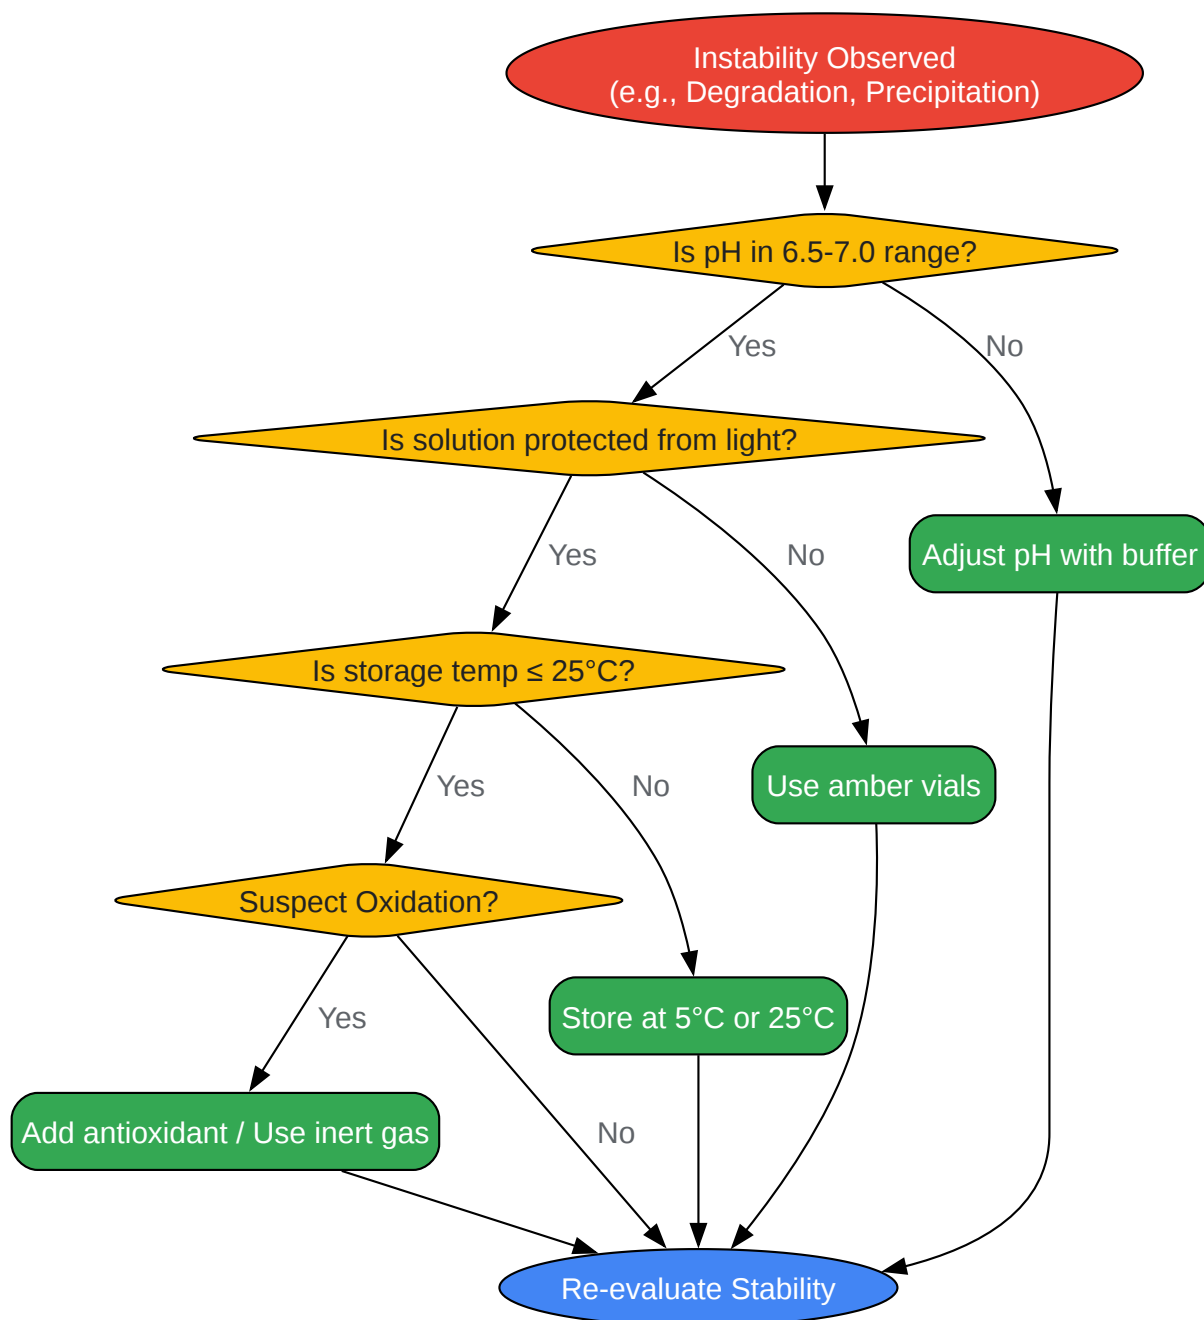 Instability Observed
(e.g., Degradation, Precipitation)
Is pH in 6.5-7.0 range?
Yes
No
Is solution protected from light?
Yes
No
Adjust pH with buffer
Is storage temp ≤ 25°C?
Yes
No
Use amber vials
Suspect Oxidation?
Yes
No
Store at 5°C or 25°C
Add antioxidant / Use inert gas
Re-evaluate Stability